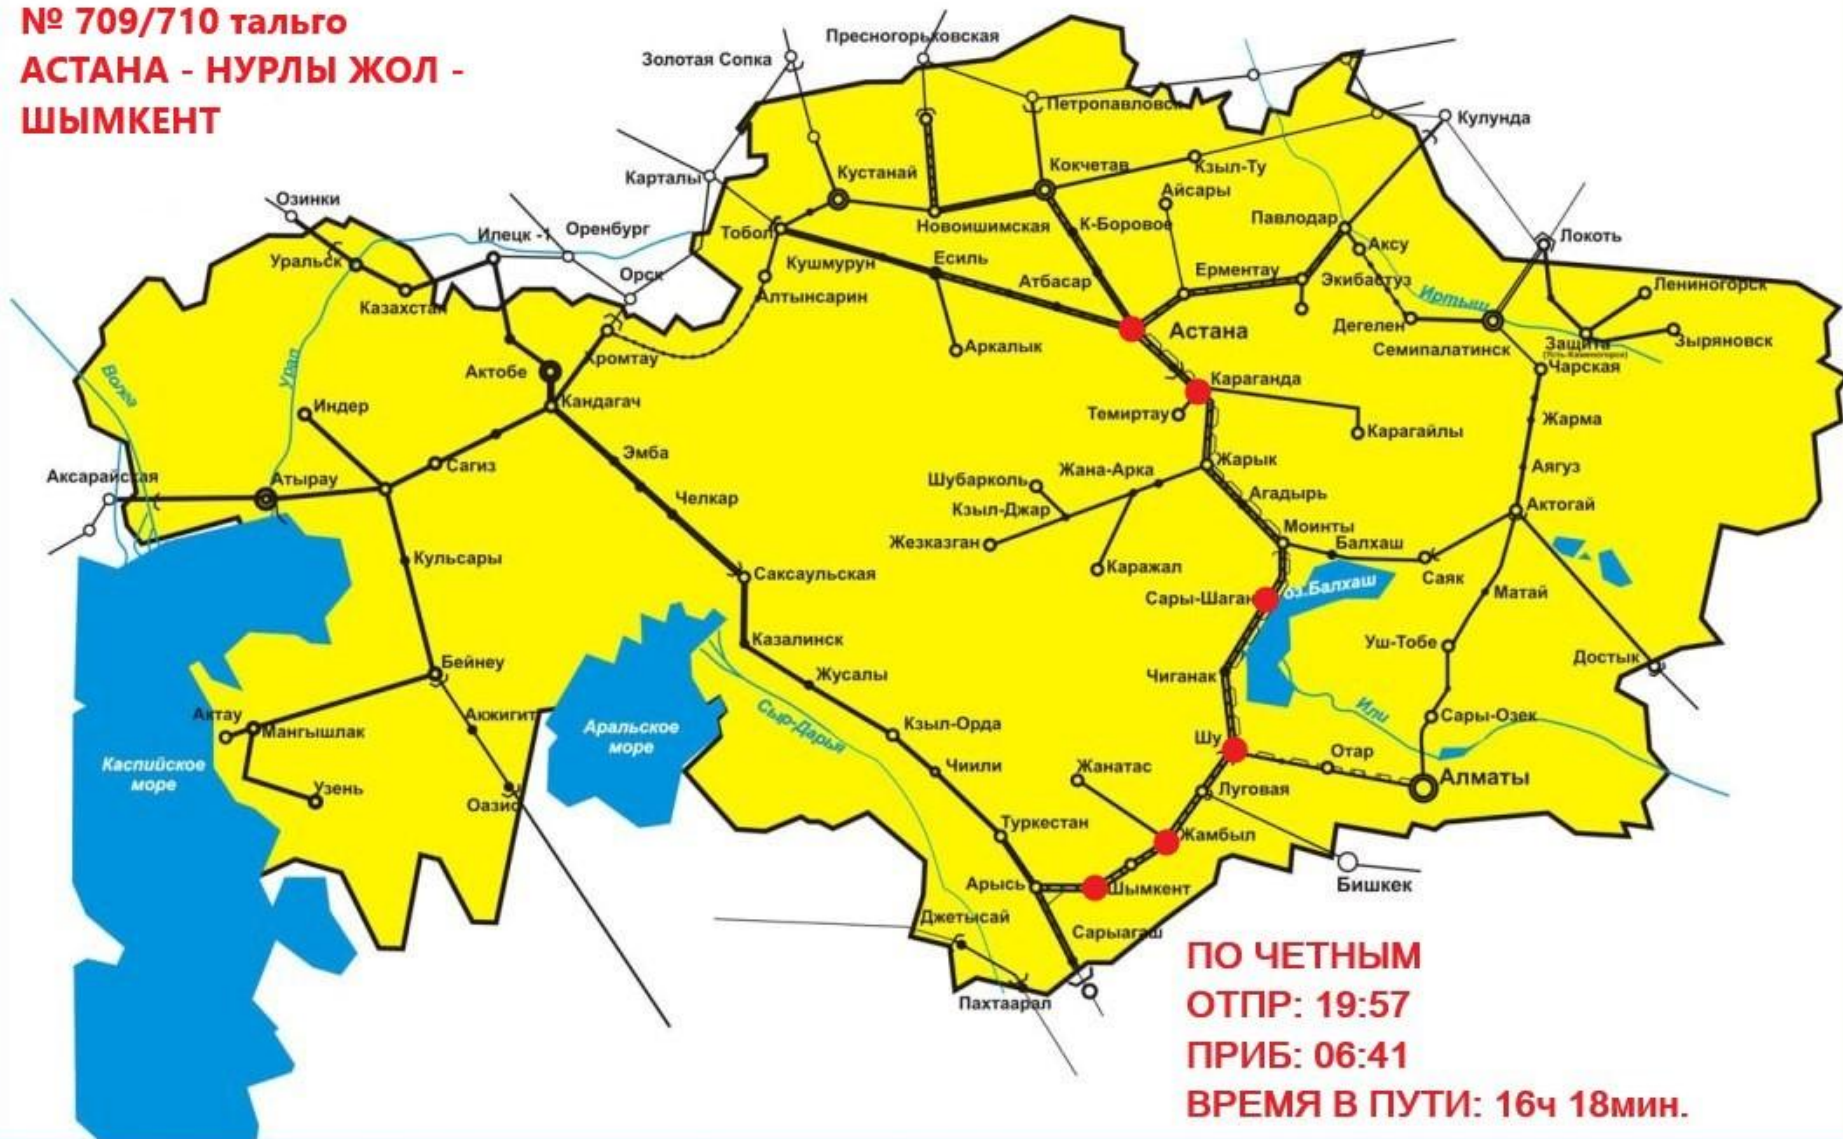 № 709/710 тальго
АСТАНА - НУРЛЫ ЖОЛ -
ШЫМКЕНТ
Золотая Сопка
Пресногорьковская
Петропавловск
Кулунда
Карталы
Кустанай
Кокчетав
Кзыл-Ту
Айсары
Озинки
Илецк -1
Оренбург
Тобол
Новоишимская
К-Боровое
Павлодар
Аксу
Локоть
Уральск
Орск
Кушмурун
Есиль
Атбасар
Ерментау
Экибастуз
Иртыш
Лениногорск
Казахстан
Алтынсарин
Астана
Дегелен
Семипалатинск
Защита
(Усть-Каменогорск)
Зыряновск
Аркалык
Хромтау
Чарская
Волга
Урал
Актобе
Караганда
Темиртау
Карагайлы
Жарма
Индер
Кандагач
Эмба
Сагиз
Аксарайская
Атырау
Челкар
Шубарколь
Жана-Арка
Жарык
Аягуз
Кзыл-Джар
Агадырь
Актогай
Моинты
Балхаш
Жезказган
Каражал
Саяк
Кульсары
Саксаульская
Сары-Шаган
оз.Балхаш
Матай
Казалинск
Уш-Тобе
Достык
Бейнеу
Жусалы
Чиганак
Актау
Мангышлак
Акжигит
Аральское
море
Сыр-Дарья
Кзыл-Орда
Или
Сары-Озек
Каспийское
море
Узень
Оазис
Чиили
Жанатас
Шу
Отар
Алматы
Луговая
Туркестан
Жамбыл
Бишкек
Арысь
Шымкент
Джетысай
Сарыагаш
Пахтаарал
ПО ЧЕТНЫМ
ОТПР: 19:57
ПРИБ: 06:41
ВРЕМЯ В ПУТИ: 16ч 18мин.